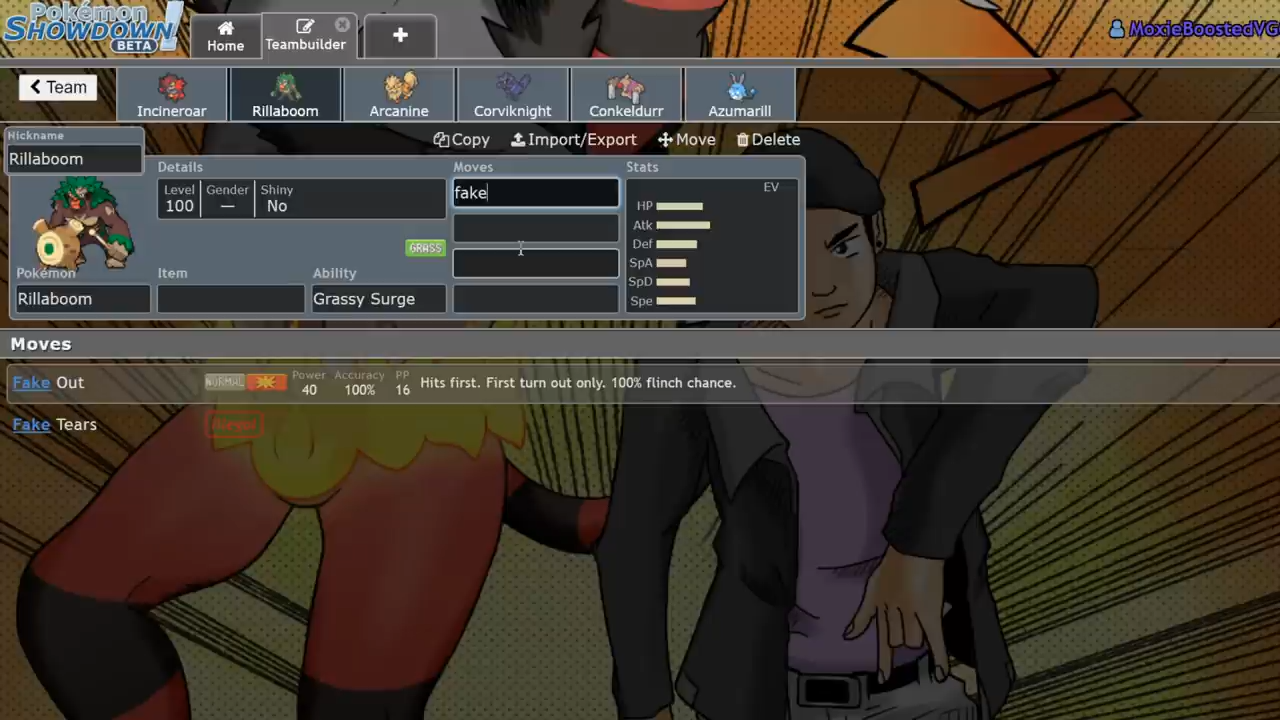 Pokémon
SHOWDOWN!
BETA
Home
Teambuilder
+
MoxieBoostedVG
Team
Incineroar
Rillaboom
Arcanine
Corviknight
Conkeldurr
Azumarill
Nickname
Rillaboom
Copy
Import/Export
Move
Delete
Details
Moves
Stats
Level
100
Gender
—
Shiny
No
fake
EV
HP
Atk
Def
SpA
SpD
Spe
GRASS
Pokémon
Rillaboom
Item
Ability
Grassy Surge
Moves
Fake Out
NORMAL
Power
40
Accuracy
100%
PP
16
Hits first. First turn out only. 100% flinch chance.
Fake Tears
Illegal